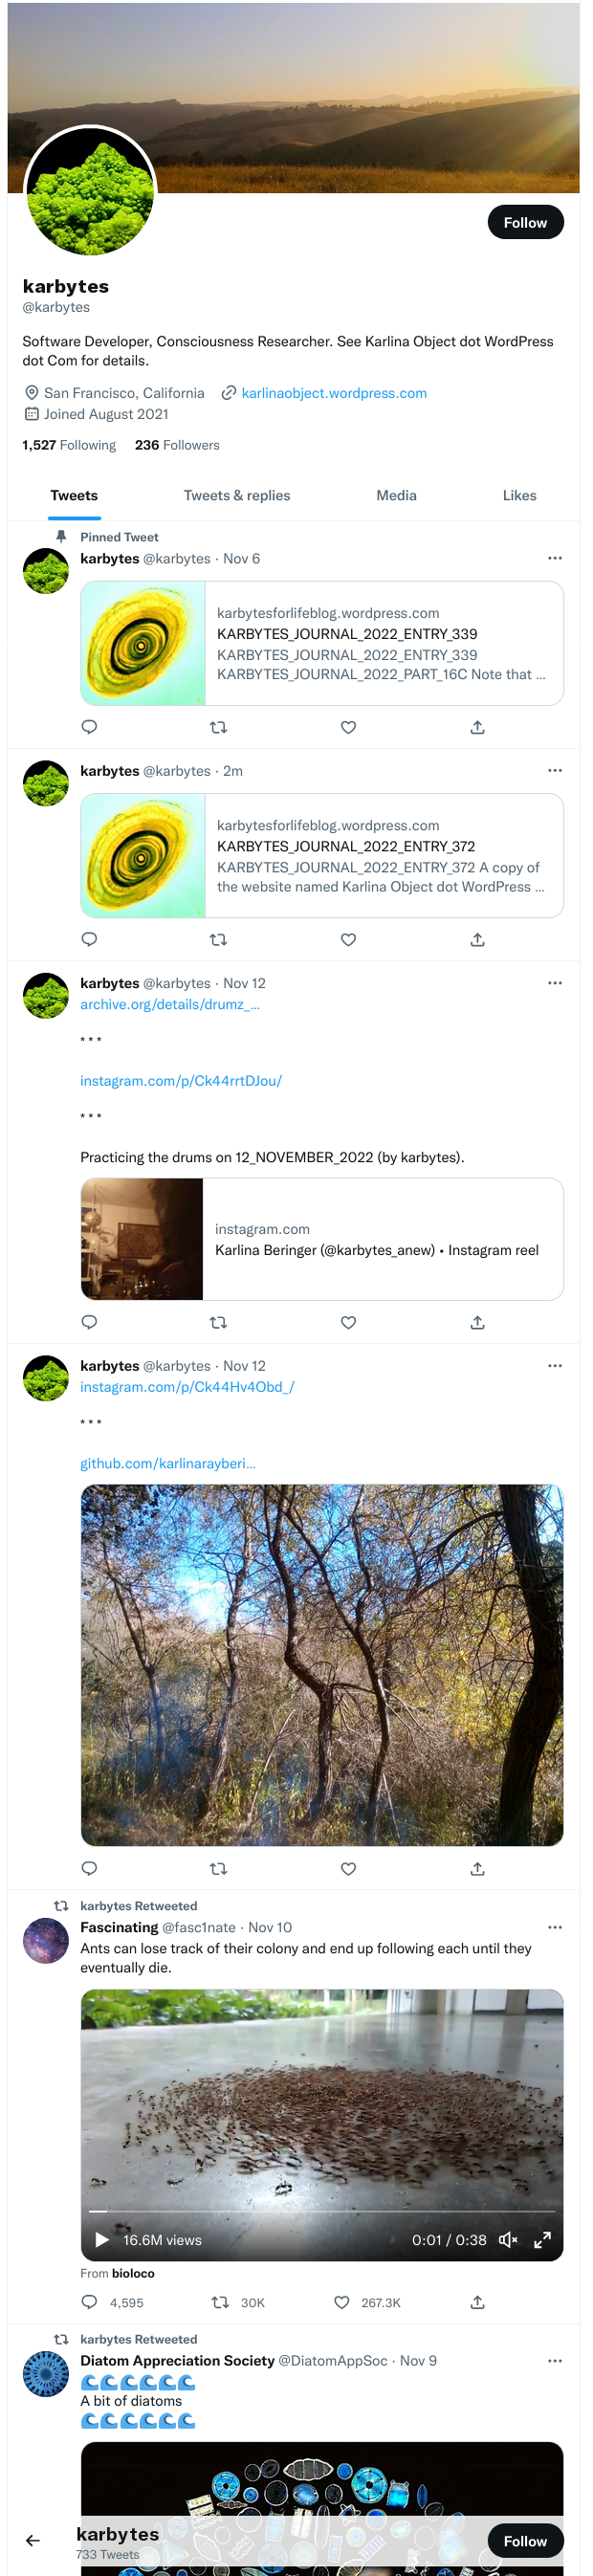 Follow
karbytes
@karbytes
Software Developer, Consciousness Researcher. See Karlina Object dot WordPress
dot Com for details.
San Francisco, California karlinaobject.wordpress.com
Joined August 2021
1,527 Following 236 Followers
Tweets Tweets & replies Media Likes
Pinned Tweet
karbytes @karbytes · Nov 6 ...
karbytesforlifeblog.wordpress.com
KARBYTES_JOURNAL_2022_ENTRY_339
KARBYTES_JOURNAL_2022_ENTRY_339
KARBYTES_JOURNAL_2022_PART_16C Note that ...
karbytes @karbytes · 2m ...
karbytesforlifeblog.wordpress.com
KARBYTES_JOURNAL_2022_ENTRY_372
KARBYTES_JOURNAL_2022_ENTRY_372 A copy of
the website named Karlina Object dot WordPress ...
karbytes @karbytes · Nov 12 ...
archive.org/details/drumz_...
* * *
instagram.com/p/Ck44rrtDJou/
* * *
Practicing the drums on 12_NOVEMBER_2022 (by karbytes).
instagram.com
Karlina Beringer (@karbytes_anew) • Instagram reel
karbytes @karbytes · Nov 12 ...
instagram.com/p/Ck44Hv4Obd_/
* * *
github.com/karlinarayberi...
karbytes Retweeted
Fascinating @fasc1nate · Nov 10 ...
Ants can lose track of their colony and end up following each until they
eventually die.
16.6M views 0:01 / 0:38
From bioloco
4,595 30K 267.3K
karbytes Retweeted
Diatom Appreciation Society @DiatomAppSoc · Nov 9 ...
🌊🌊🌊🌊🌊🌊
A bit of diatoms
🌊🌊🌊🌊🌊🌊
karbytes
733 Tweets
Follow